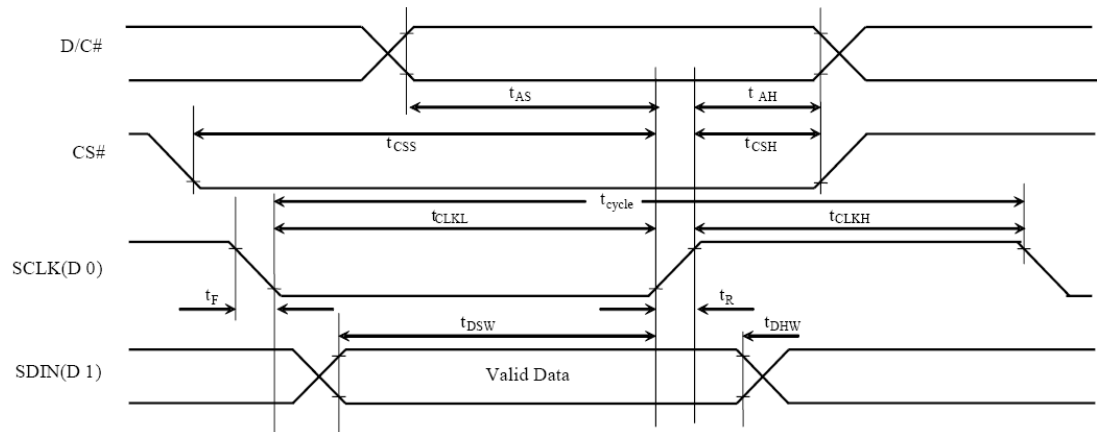 D/C#
tAS
t AH
tCSS
tCSH
CS#
tcycle
tCLKL
tCLKH
SCLK(D 0)
tF
tR
tDSW
tDHW
SDIN(D 1)
Valid Data